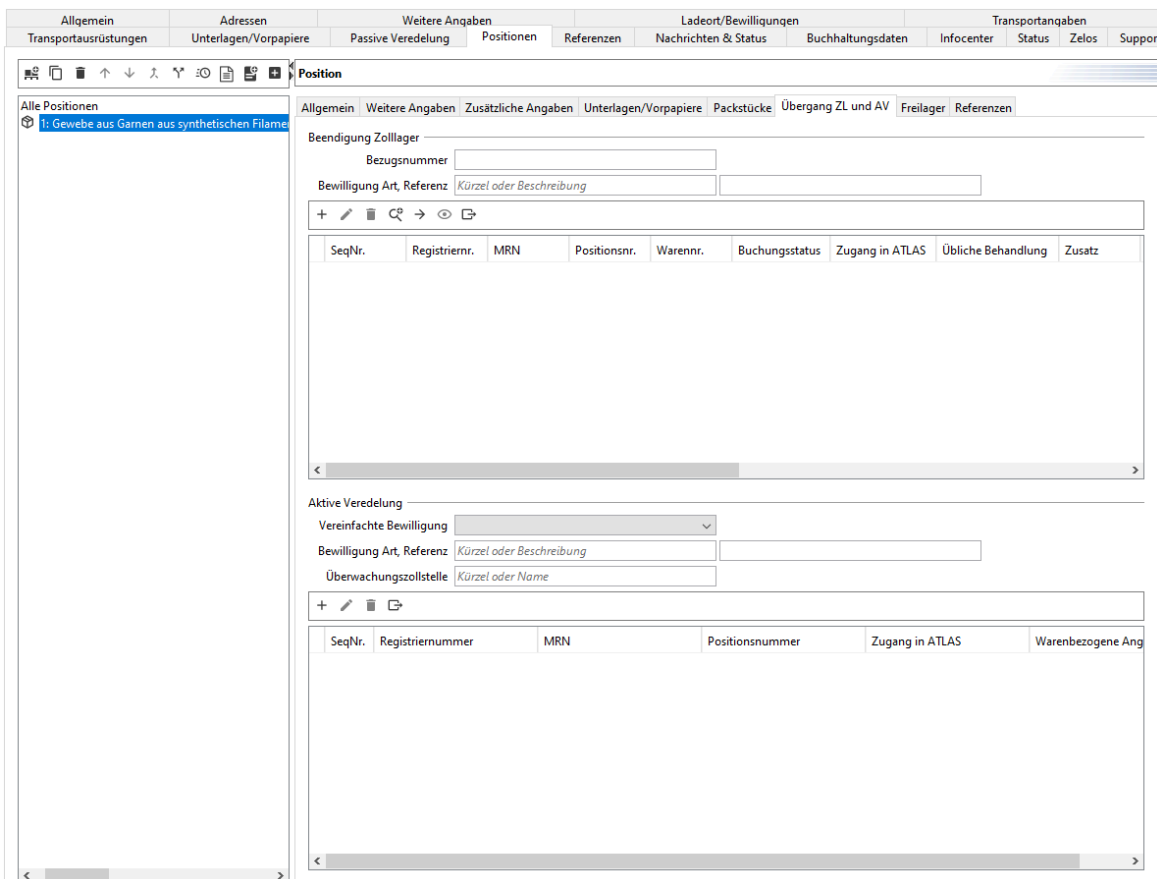 Allgemein Adressen Weitere Angaben Ladeort/Bewilligungen Transportangaben
Transportausrüstungen Unterlagen/Vorpapiere Passive Veredelung Positionen Referenzen Nachrichten & Status Buchhaltungsdaten Infocenter Status Zelos Suppor
Position
Alle Positionen
1: Gewebe aus Garnen aus synthetischen Filamen
Allgemein Weitere Angaben Zusätzliche Angaben Unterlagen/Vorpapiere Packstücke Übergang ZL und AV Freilager Referenzen
Beendigung Zolllager
Bezugsnummer
Bewilligung Art, Referenz Kürzel oder Beschreibung
SeqNr. Registriernr. MRN Positionsnr. Warennr. Buchungsstatus Zugang in ATLAS Übliche Behandlung Zusatz
Aktive Veredelung
Vereinfachte Bewilligung
Bewilligung Art, Referenz Kürzel oder Beschreibung
Überwachungszollstelle Kürzel oder Name
SeqNr. Registriernummer MRN Positionsnummer Zugang in ATLAS Warenbezogene Ang